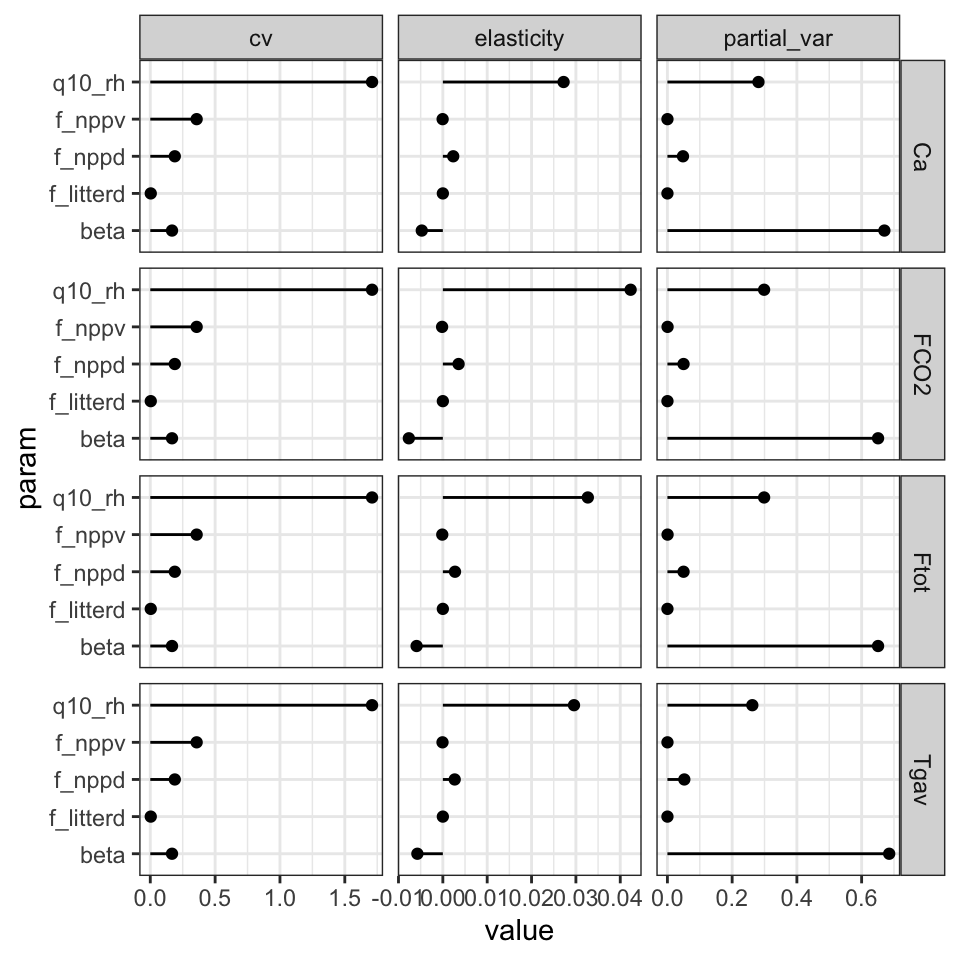 cv elasticity partial_var
q10_rh
f_nppv
f_nppd
f_litterd
beta
Ca
q10_rh
f_nppv
f_nppd
f_litterd
beta
FCO2
q10_rh
f_nppv
f_nppd
f_litterd
beta
Ftot
q10_rh
f_nppv
f_nppd
f_litterd
beta
Tgav
param
0.0 0.5 1.0 1.5 -0.01 0.00 0.01 0.02 0.03 0.04 0.0 0.2 0.4 0.6
value